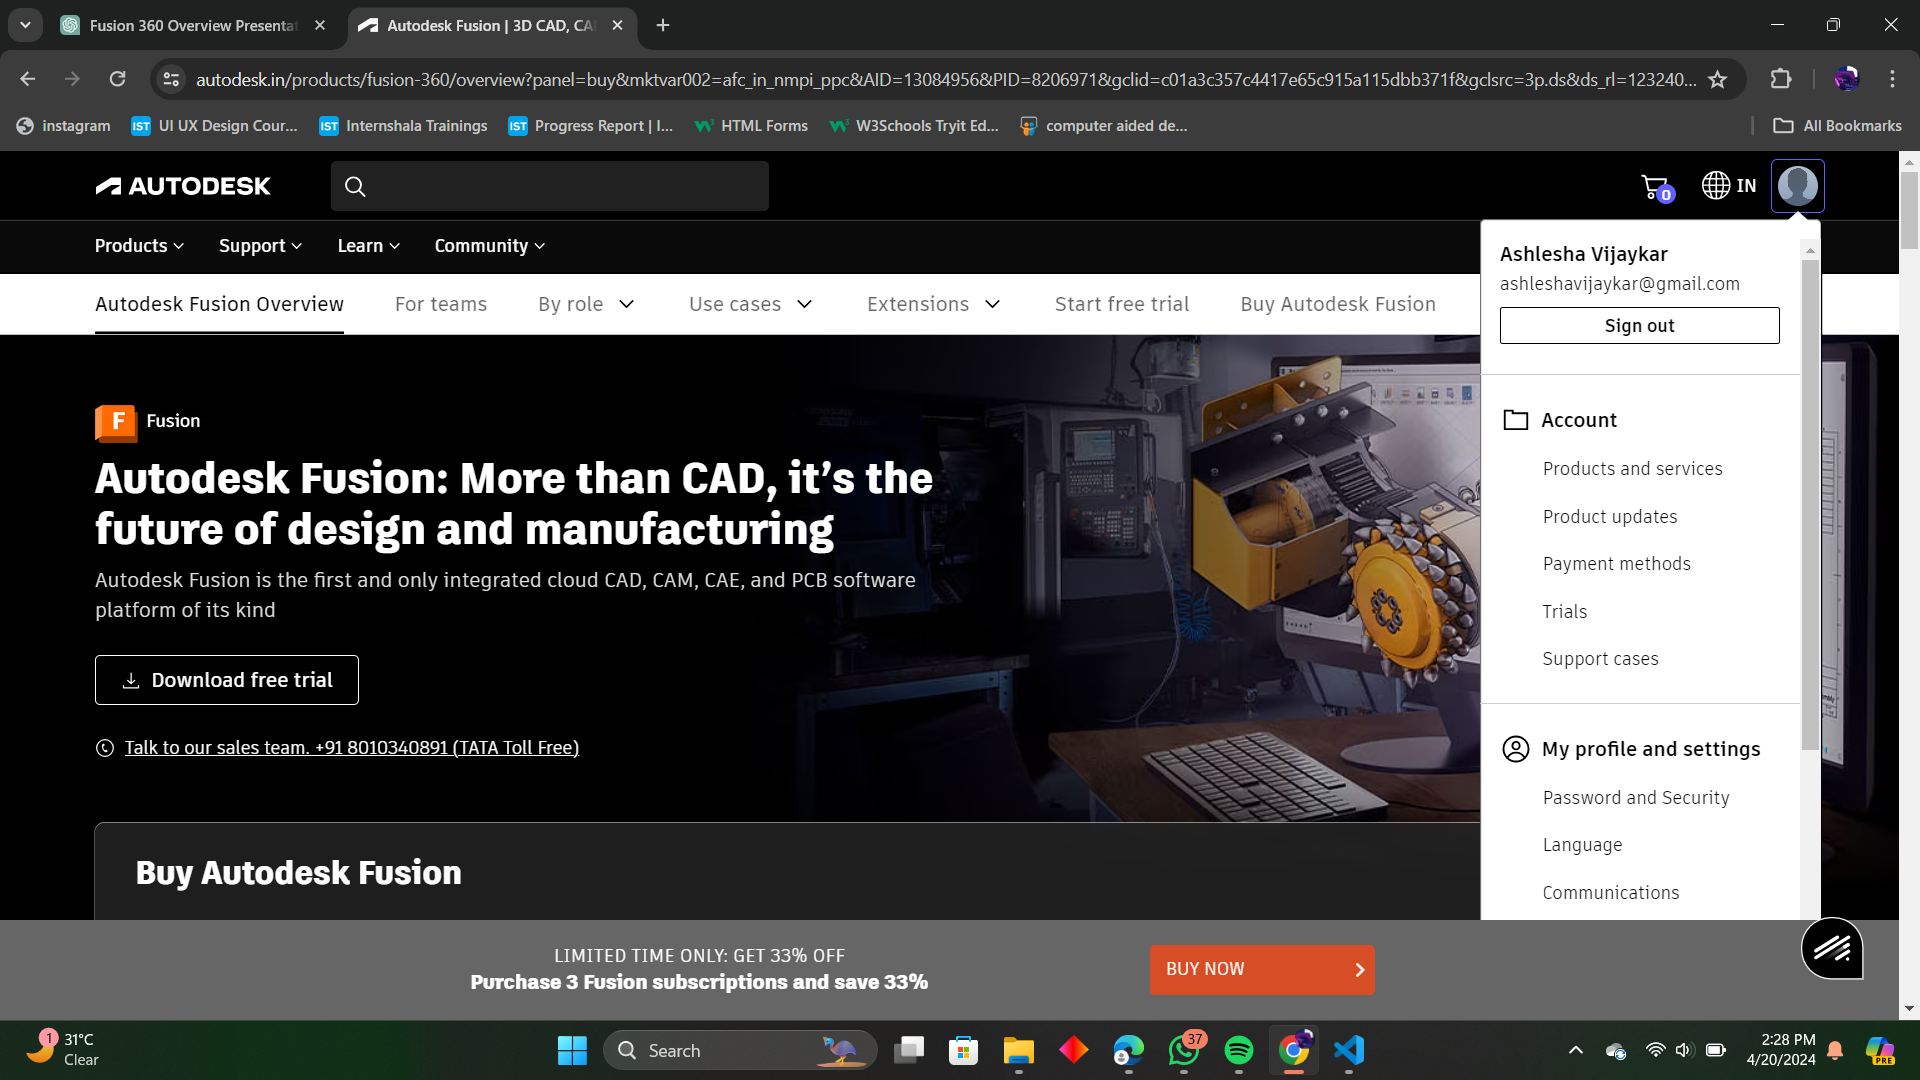 Fusion 360 Overview Presentat
Autodesk Fusion | 3D CAD, CA
autodesk.in/products/fusion-360/overview?panel=buy&mktvar002=afc_in_nmpi_ppc&AID=13084956&PID=8206971&gclid=c01a3c357c4417e65c915a115dbb371f&gclsrc=3p.ds&ds_rl=123240...
instagram
IST UI UX Design Cour...
IST Internshala Trainings
IST Progress Report | I...
HTML Forms
W3Schools Tryit Ed...
computer aided de...
All Bookmarks
AUTODESK
0
IN
Products
Support
Learn
Community
Autodesk Fusion Overview
For teams
By role
Use cases
Extensions
Start free trial
Buy Autodesk Fusion
Ashlesha Vijaykar
ashleshavijaykar@gmail.com
Sign out
Account
Products and services
Product updates
Payment methods
Trials
Support cases
My profile and settings
Password and Security
Language
Communications
F Fusion
Autodesk Fusion: More than CAD, it’s the
future of design and manufacturing
Autodesk Fusion is the first and only integrated cloud CAD, CAM, CAE, and PCB software
platform of its kind
Download free trial
Talk to our sales team. +91 8010340891 (TATA Toll Free)
Buy Autodesk Fusion
LIMITED TIME ONLY: GET 33% OFF
Purchase 3 Fusion subscriptions and save 33%
BUY NOW
1
31°C
Clear
Search
37
2:28 PM
4/20/2024
PRE